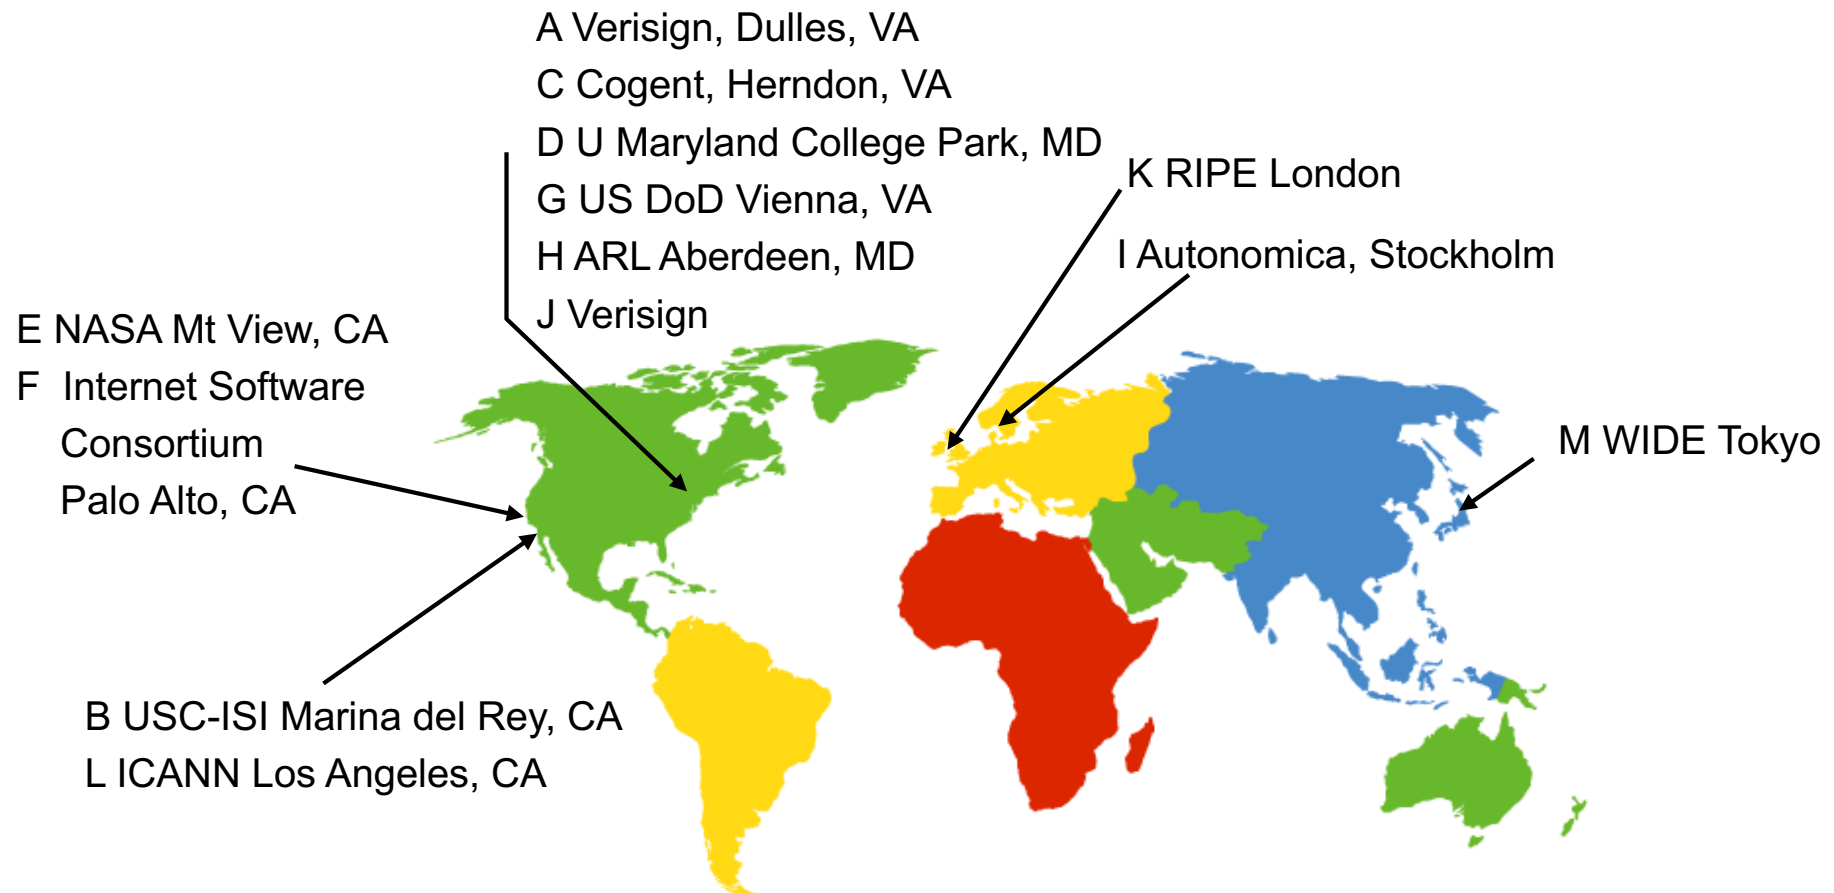 A Verisign, Dulles, VA
C Cogent, Herndon, VA
D U Maryland College Park, MD
G US DoD Vienna, VA
H ARL Aberdeen, MD
J Verisign
K RIPE London
I Autonomica, Stockholm
E NASA Mt View, CA
F Internet Software
Consortium
Palo Alto, CA
M WIDE Tokyo
B USC-ISI Marina del Rey, CA
L ICANN Los Angeles, CA